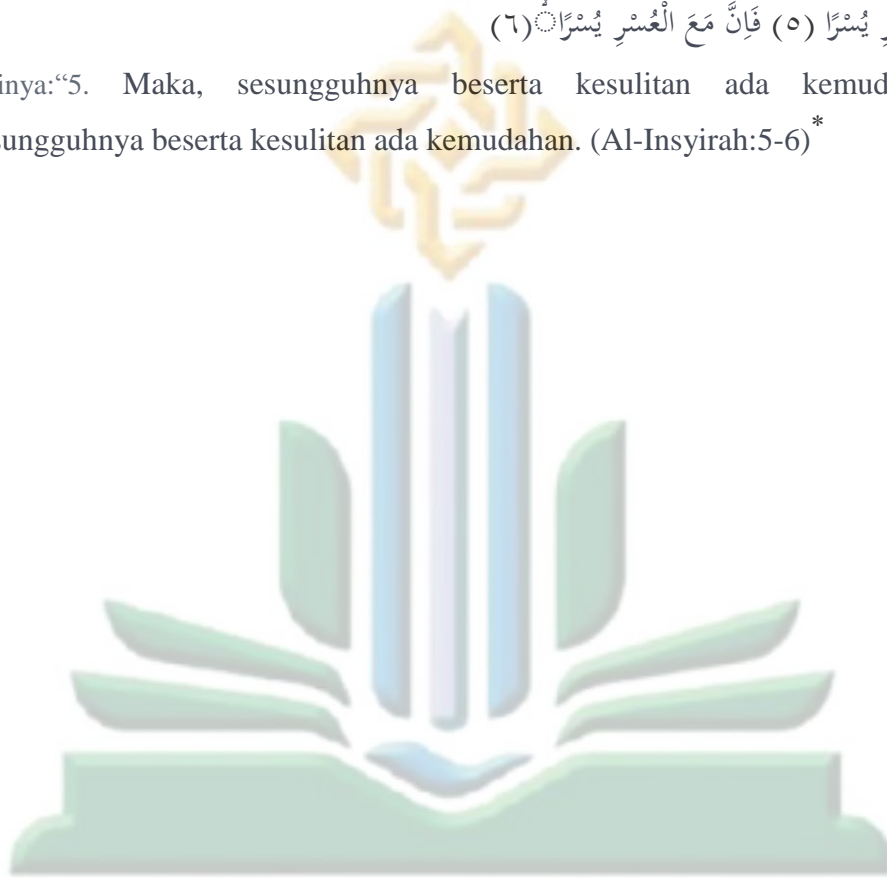 رِ يُسْرًا (٥) فَاِنَّ مَعَ الْعُسْرِ يُسْرًاۗ(٦)
inya:“5. Maka, sesungguhnya beserta kesulitan ada kemud
sungguhnya beserta kesulitan ada kemudahan. (Al-Insyirah:5-6)*